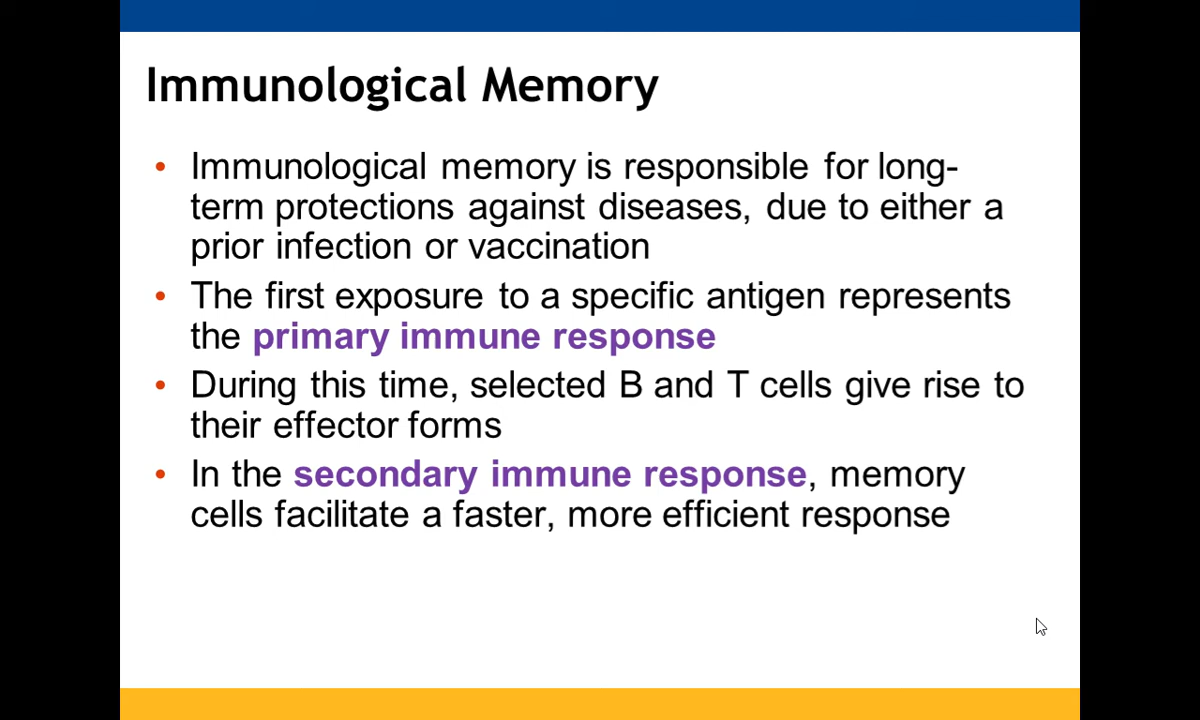 Immunological Memory
• Immunological memory is responsible for long-
term protections against diseases, due to either a
prior infection or vaccination
• The first exposure to a specific antigen represents
the primary immune response
• During this time, selected B and T cells give rise to
their effector forms
• In the secondary immune response, memory
cells facilitate a faster, more efficient response